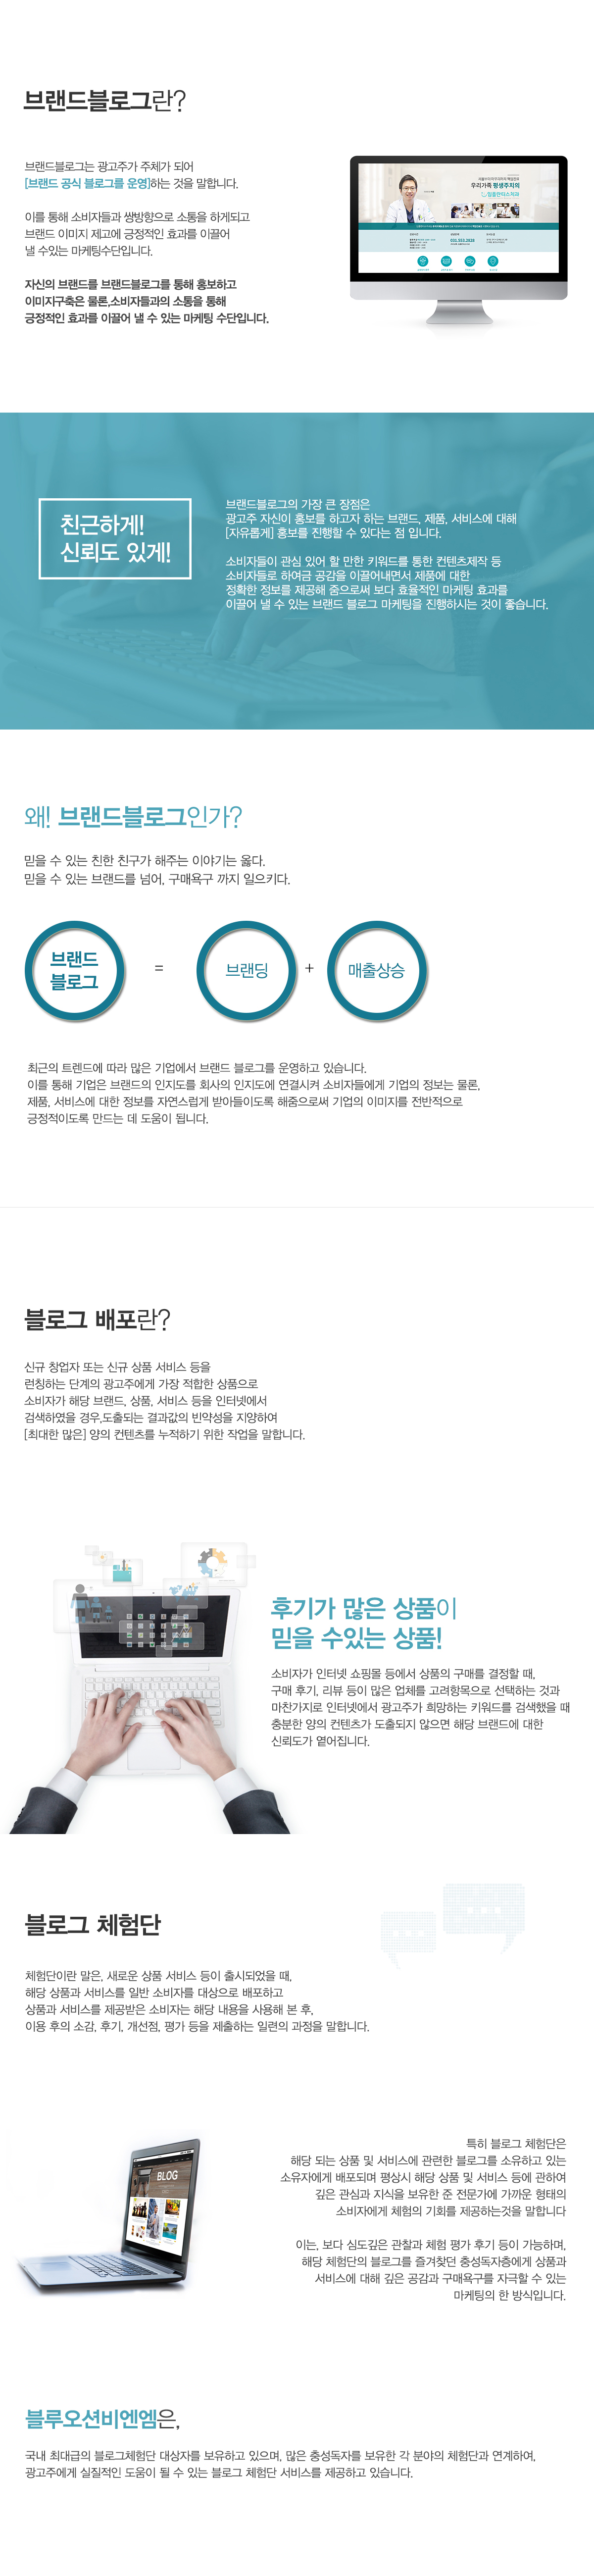 브랜드블로그란?
브랜드블로그는 광고주가 주체가 되어
[브랜드 공식 블로그를 운영]하는 것을 말합니다.
이를 통해 소비자들과 쌍방향으로 소통을 하게되고
브랜드 이미지 제고에 긍정적인 효과를 이끌어
낼 수있는 마케팅수단입니다.
자신의 브랜드를 브랜드블로그를 통해 홍보하고
이미지구축은 물론,소비자들과의 소통을 통해
긍정적인 효과를 이끌어 낼 수 있는 마케팅 수단입니다.
우리가족 평생주치의
친근하게!
신뢰도 있게!
브랜드블로그의 가장 큰 장점은
광고주 자신이 홍보를 하고자 하는 브랜드, 제품, 서비스에 대해
[자유롭게] 홍보를 진행할 수 있다는 점 입니다.
소비자들이 관심 있어 할 만한 키워드를 통한 컨텐츠제작 등
소비자들로 하여금 공감을 이끌어내면서 제품에 대한
정확한 정보를 제공해 줌으로써 보다 효율적인 마케팅 효과를
이끌어 낼 수 있는 브랜드 블로그 마케팅을 진행하시는 것이 좋습니다.
왜! 브랜드블로그인가?
믿을 수 있는 친한 친구가 해주는 이야기는 옳다.
믿을 수 있는 브랜드를 넘어, 구매욕구 까지 일으키다.
브랜드
블로그
=
브랜딩
+
매출상승
최근의 트렌드에 따라 많은 기업에서 브랜드 블로그를 운영하고 있습니다.
이를 통해 기업은 브랜드의 인지도를 회사의 인지도에 연결시켜 소비자들에게 기업의 정보는 물론,
제품, 서비스에 대한 정보를 자연스럽게 받아들이도록 해줌으로써 기업의 이미지를 전반적으로
긍정적이도록 만드는 데 도움이 됩니다.
블로그 배포란?
신규 창업자 또는 신규 상품 서비스 등을
런칭하는 단계의 광고주에게 가장 적합한 상품으로
소비자가 해당 브랜드, 상품, 서비스 등을 인터넷에서
검색하였을 경우,도출되는 결과값의 빈약성을 지양하여
[최대한 많은] 양의 컨텐츠를 누적하기 위한 작업을 말합니다.
후기가 많은 상품이
믿을 수있는 상품!
소비자가 인터넷 쇼핑몰 등에서 상품의 구매를 결정할 때,
구매 후기, 리뷰 등이 많은 업체를 고려항목으로 선택하는 것과
마찬가지로 인터넷에서 광고주가 희망하는 키워드를 검색했을 때
충분한 양의 컨텐츠가 도출되지 않으면 해당 브랜드에 대한
신뢰도가 옅어집니다.
블로그 체험단
체험단이란 말은, 새로운 상품 서비스 등이 출시되었을 때,
해당 상품과 서비스를 일반 소비자를 대상으로 배포하고
상품과 서비스를 제공받은 소비자는 해당 내용을 사용해 본 후,
이용 후의 소감, 후기, 개선점, 평가 등을 제출하는 일련의 과정을 말합니다.
BLOG
특히 블로그 체험단은
해당 되는 상품 및 서비스에 관련한 블로그를 소유하고 있는
소유자에게 배포되며 평상시 해당 상품 및 서비스 등에 관하여
깊은 관심과 지식을 보유한 준 전문가에 가까운 형태의
소비자에게 체험의 기회를 제공하는것을 말합니다
이는, 보다 심도깊은 관찰과 체험 평가 후기 등이 가능하며,
해당 체험단의 블로그를 즐겨찾던 충성독자층에게 상품과
서비스에 대해 깊은 공감과 구매욕구를 자극할 수 있는
마케팅의 한 방식입니다.
블루오션비엔엠은,
국내 최대급의 블로그체험단 대상자를 보유하고 있으며, 많은 충성독자를 보유한 각 분야의 체험단과 연계하여,
광고주에게 실질적인 도움이 될 수 있는 블로그 체험단 서비스를 제공하고 있습니다.